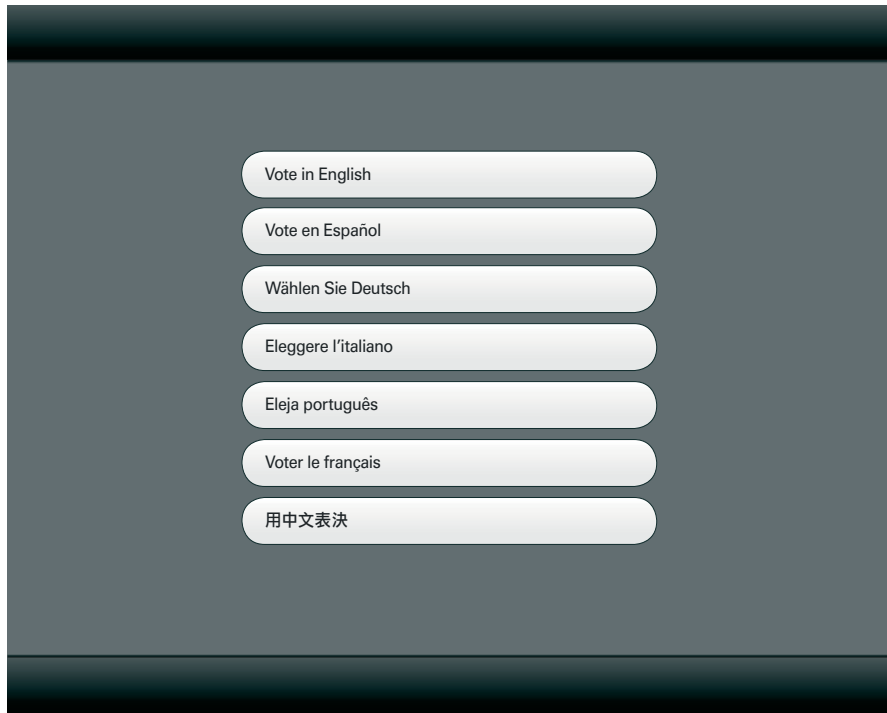 Vote in English
Vote en Español
Wählen Sie Deutsch
Eleggere l’italiano
Eleja português
Voter le français
用中文表決